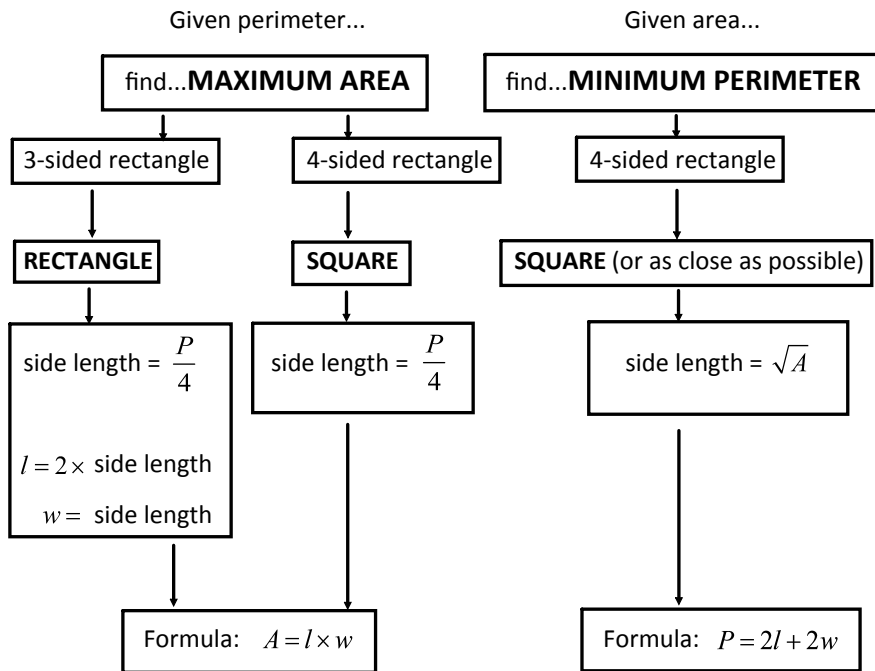 Given perimeter...
Given area...
find...MAXIMUM AREA
find...MINIMUM PERIMETER
3-sided rectangle
4-sided rectangle
4-sided rectangle
RECTANGLE
SQUARE
SQUARE (or as close as possible)
side length = P/4
l = 2 × side length
w = side length
side length = P/4
side length = √A
Formula: A = l × w
Formula: P = 2l + 2w